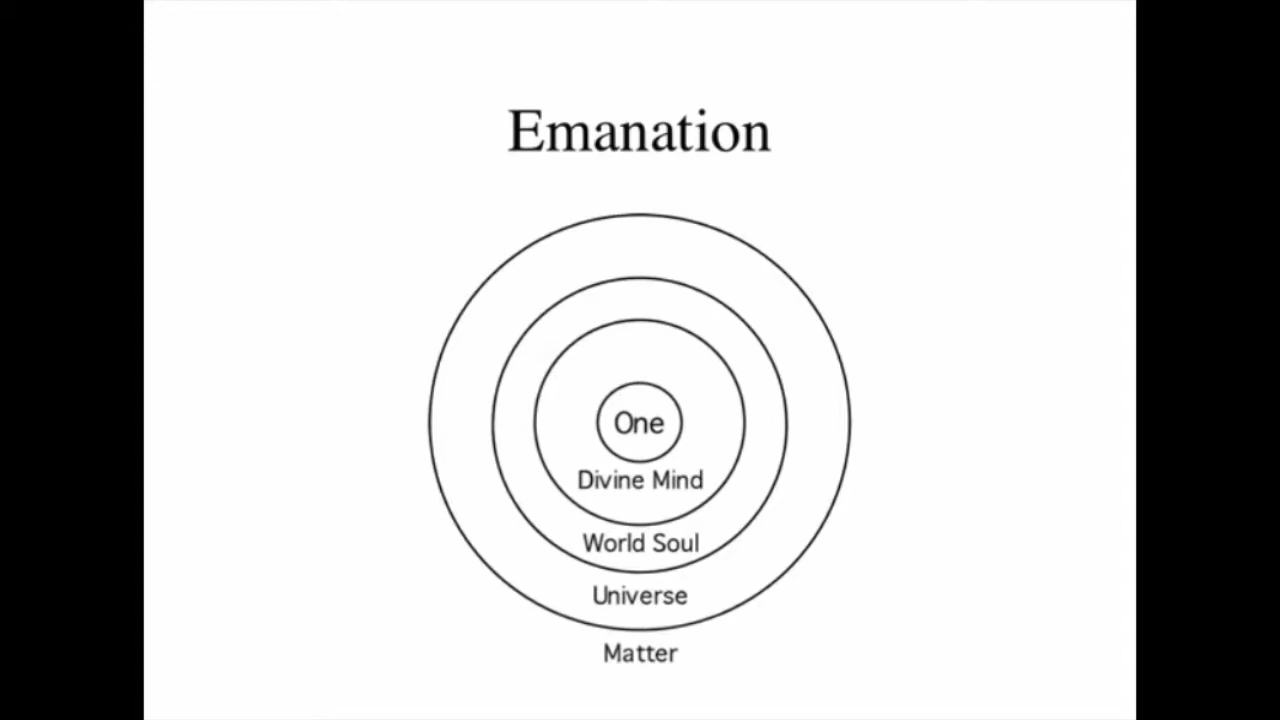 Emanation
One
Divine Mind
World Soul
Universe
Matter